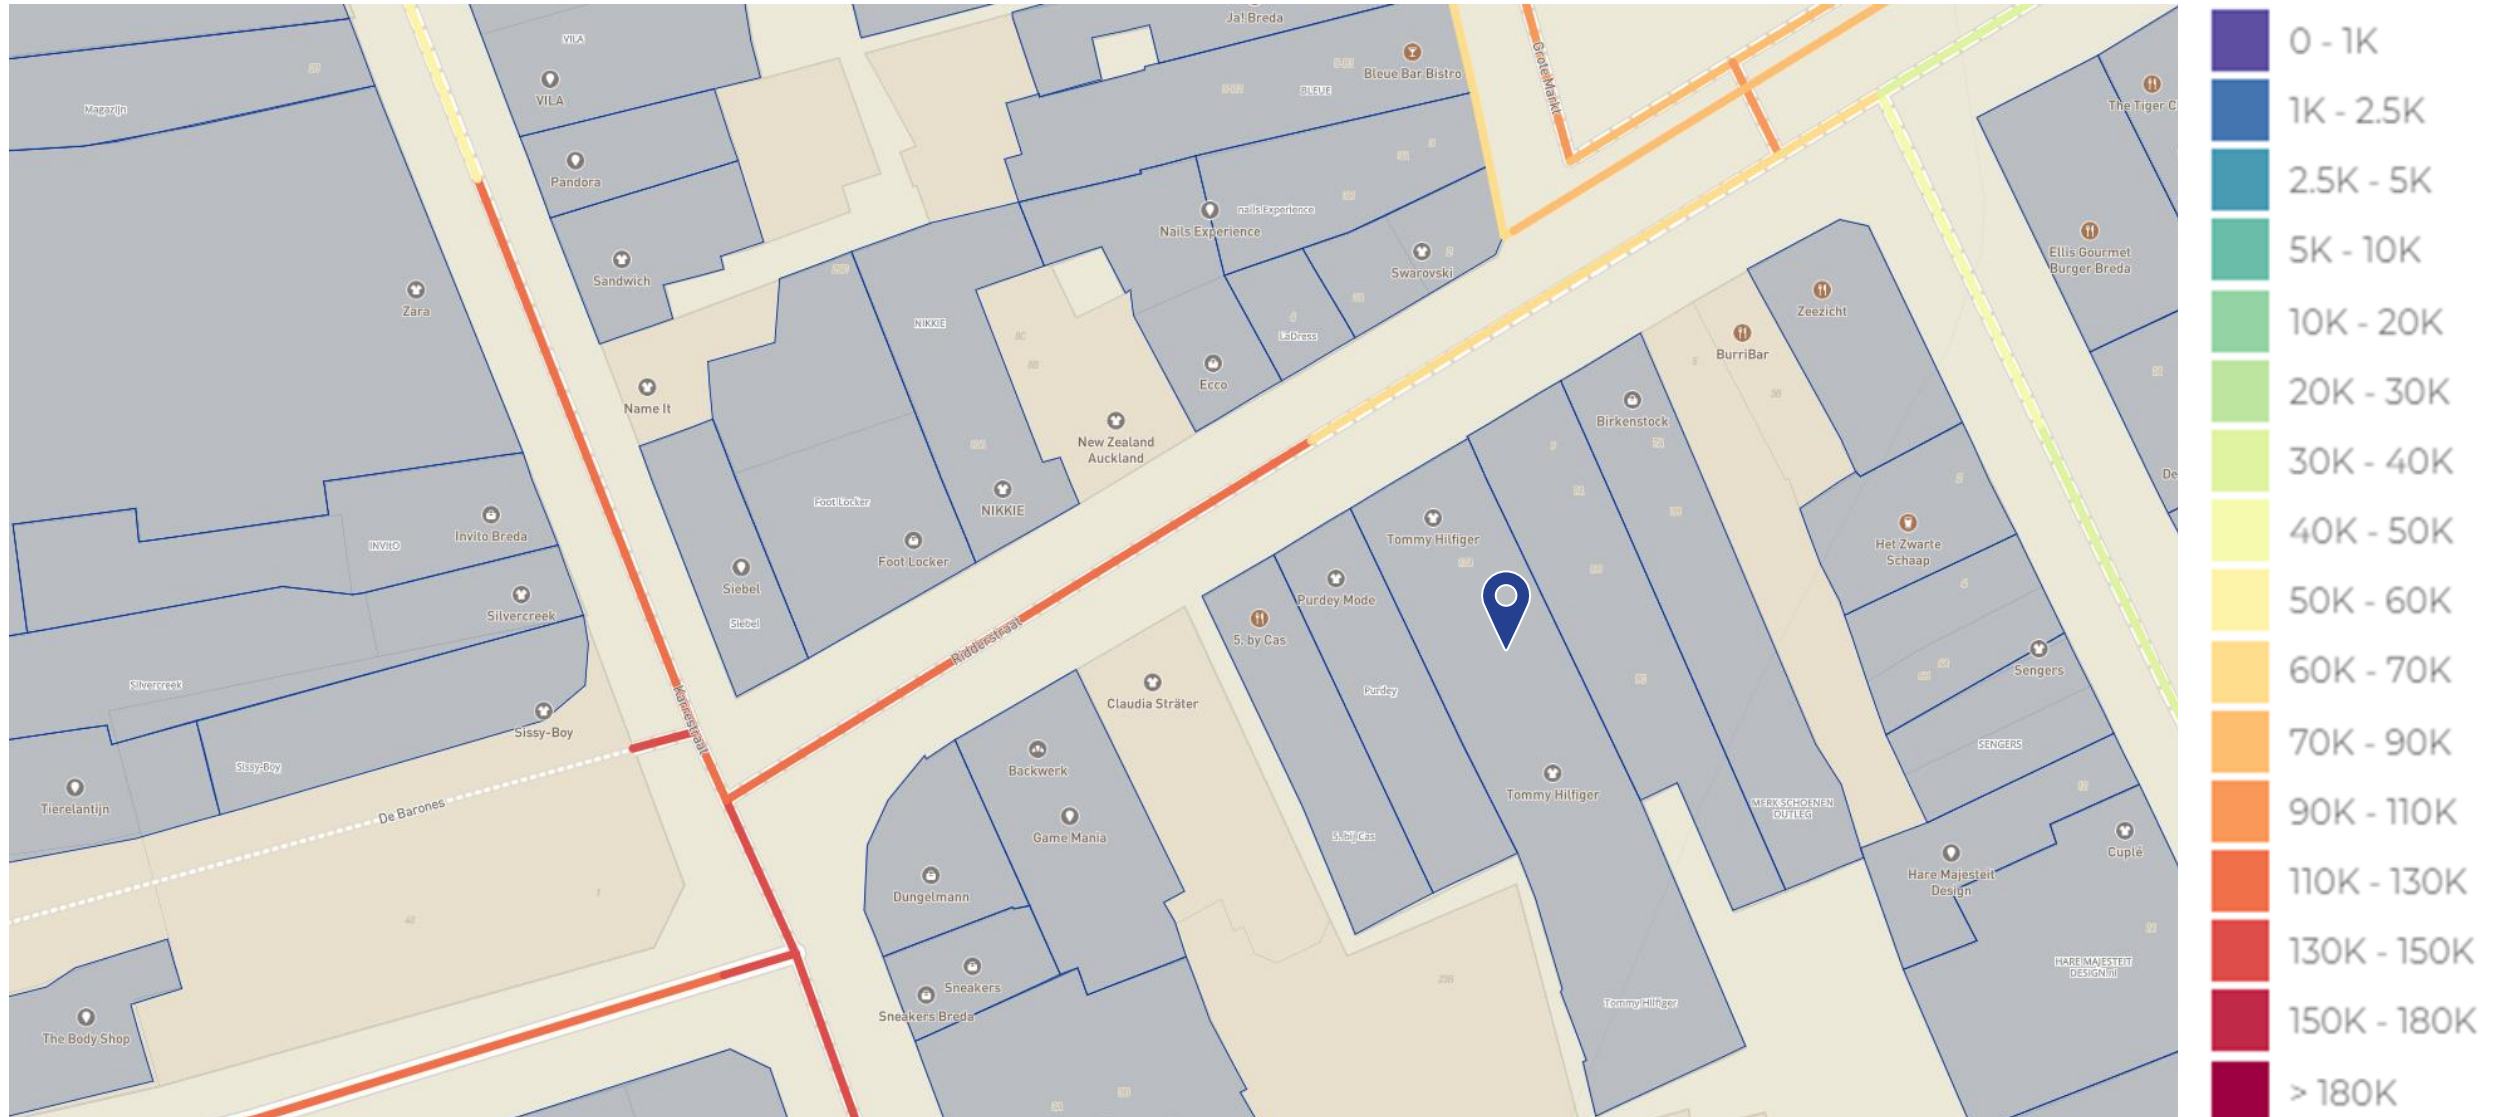 Ja! Breda
Bleue Bar Bistro
BLEUE
Grote Markt
The Tiger C
VILA
VILA
Magazijn
Pandora
Sandwich
Zara
Name It
NIKKIE
Nails Experience
nails Experience
Swarovski
LaDress
Ecco
New Zealand
Auckland
NIKKIE
Foot Locker
Foot Locker
Siebel
Siebel
Zeezicht
BurriBar
Birkenstock
Ellis Gourmet
Burger Breda
De
Het Zwarte
Schaap
Sengers
SENGERS
Invito Breda
INVItO
Silvercreek
Silvercreek
Sissy-Boy
Sissy-Boy
Tierelantijn
De Barones
Karrestraat
Ridderstraat
Tommy Hilfiger
Purdey Mode
5. by Cas
Purdey
Claudia Sträter
Backwerk
Game Mania
5. bij Cas
Tommy Hilfiger
MERK SCHOENEN
OUTLEG
Dungelmann
Sneakers
Sneakers Breda
The Body Shop
Tommy Hilfiger
Hare Majesteit
Design
Cuplé
HARE MAJESTEIT
DESIGN.nl
0 - 1K
1K - 2.5K
2.5K - 5K
5K - 10K
10K - 20K
20K - 30K
30K - 40K
40K - 50K
50K - 60K
60K - 70K
70K - 90K
90K - 110K
110K - 130K
130K - 150K
150K - 180K
> 180K